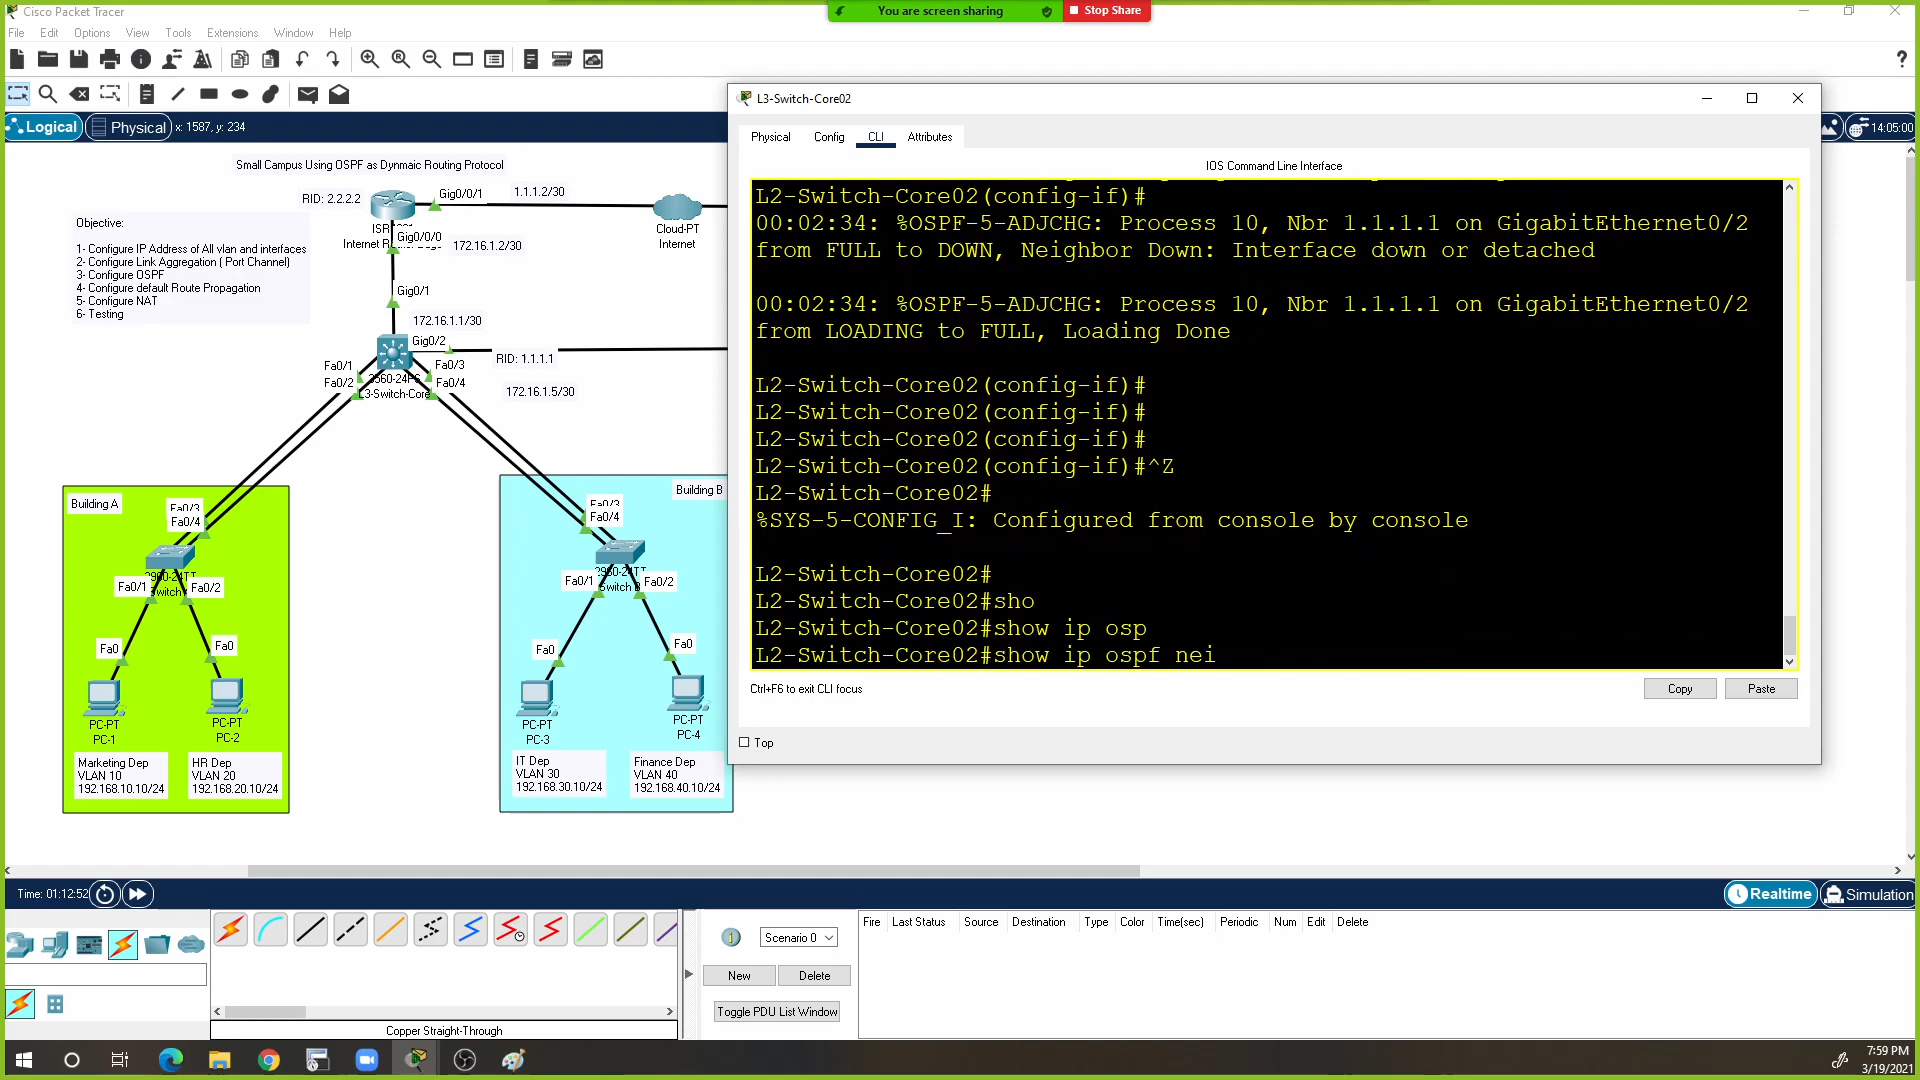 Cisco Packet Tracer
You are screen sharing
Stop Share
File Edit Options View Tools Extensions Window Help
Logical
Physical
x: 1587, y: 234
14:05:00
Small Campus Using OSPF as Dynmaic Routing Protocol
RID: 2.2.2.2
Gig0/0/1
1.1.1.2/30
Objective:
1- Configure IP Address of All vlan and interfaces
2- Configure Link Aggregation ( Port Channel)
3- Configure OSPF
4- Configure default Route Propagation
5- Configure NAT
6- Testing
Gig0/0/0
172.16.1.2/30
Cloud-PT
Internet
Gig0/1
172.16.1.1/30
Gig0/2
RID: 1.1.1.1
Fa0/1
Fa0/2
Fa0/3
Fa0/4
L3-Switch-Core
172.16.1.5/30
Building A
Fa0/3
Fa0/4
Fa0/1
Fa0/2
Fa0
Fa0
PC-PT
PC-1
PC-PT
PC-2
Marketing Dep
VLAN 10
192.168.10.10/24
HR Dep
VLAN 20
192.168.20.10/24
Building B
Fa0/3
Fa0/4
Fa0/1
Fa0/2
Fa0
Fa0
PC-PT
PC-3
PC-PT
PC-4
IT Dep
VLAN 30
192.168.30.10/24
Finance Dep
VLAN 40
192.168.40.10/24
L3-Switch-Core02
Physical Config CLI Attributes
IOS Command Line Interface
L2-Switch-Core02(config-if)#
00:02:34: %OSPF-5-ADJCHG: Process 10, Nbr 1.1.1.1 on GigabitEthernet0/2
from FULL to DOWN, Neighbor Down: Interface down or detached
00:02:34: %OSPF-5-ADJCHG: Process 10, Nbr 1.1.1.1 on GigabitEthernet0/2
from LOADING to FULL, Loading Done
L2-Switch-Core02(config-if)#
L2-Switch-Core02(config-if)#
L2-Switch-Core02(config-if)#
L2-Switch-Core02(config-if)#^Z
L2-Switch-Core02#
%SYS-5-CONFIG_I: Configured from console by console
L2-Switch-Core02#
L2-Switch-Core02#sho
L2-Switch-Core02#show ip osp
L2-Switch-Core02#show ip ospf nei
Ctrl+F6 to exit CLI focus
Copy
Paste
Top
Time: 01:12:52
Realtime
Simulation
Scenario 0
New
Delete
Toggle PDU List Window
Fire Last Status Source Destination Type Color Time(sec) Periodic Num Edit Delete
Copper Straight-Through
7:59 PM
3/19/2021